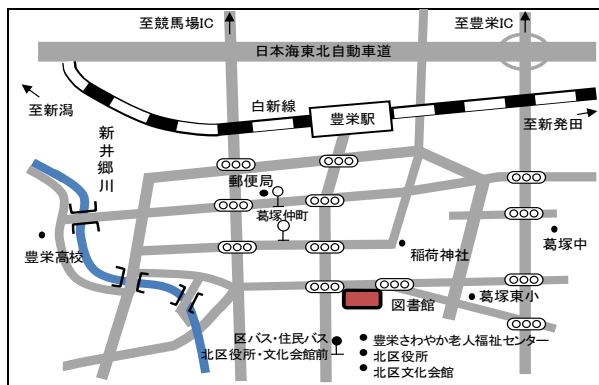 至競馬場IC
至豊栄IC
日本海東北自動車道
至新潟
白新線
豊栄駅
至新発田
新井郷川
郵便局
葛塚仲町
豊栄高校
稲荷神社
葛塚中
図書館
葛塚東小
区バス・住民バス
北区役所・文化会館前
豊栄さわやか老人福祉センター
北区役所
北区文化会館